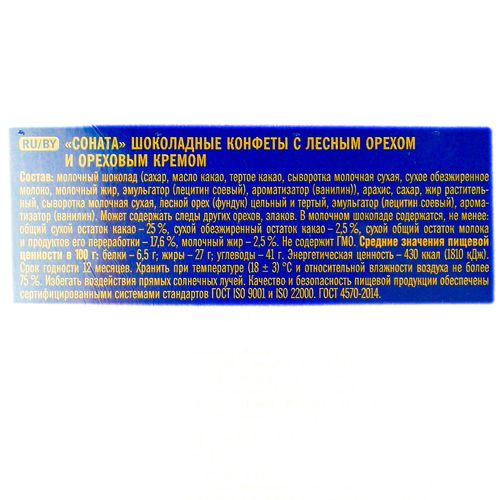 RU/BY «СОНАТА» ШОКОЛАДНЫЕ КОНФЕТЫ С ЛЕСНЫМ ОРЕХОМ
И ОРЕХОВЫМ КРЕМОМ
Состав: молочный шоколад (сахар, масло какао, тертое какао, сыворотка молочная сухая, сухое обезжиренное
молоко, молочный жир, эмульгатор (лецитин соевый), ароматизатор (ванилин)), арахис, сахар, жир раститель-
ный, сыворотка молочная сухая, лесной орех (фундук) цельный и тертый, эмульгатор (лецитин соевый), арома-
тизатор (ванилин). Может содержать следы других орехов, злаков. В молочном шоколаде содержатся, не менее:
общий сухой остаток какао – 25 %, сухой обезжиренный остаток какао – 2,5 %, общий сухой остаток молока
и продуктов его переработки – 17,6 %, молочный жир – 2,5 %. Не содержит ГМО. Средние значения пищевой
ценности в 100 г: белки – 6,5 г; жиры – 27 г; углеводы – 41 г. Энергетическая ценность – 430 ккал (1810 кДж).
Срок годности 12 месяцев. Хранить при температуре (18 ± 3) °С и относительной влажности воздуха не более
75 %. Избегать воздействия прямых солнечных лучей. Качество и безопасность пищевой продукции обеспечены
сертифицированными системами стандартов ГОСТ ISO 9001 и ISO 22000. ГОСТ 4570-2014.